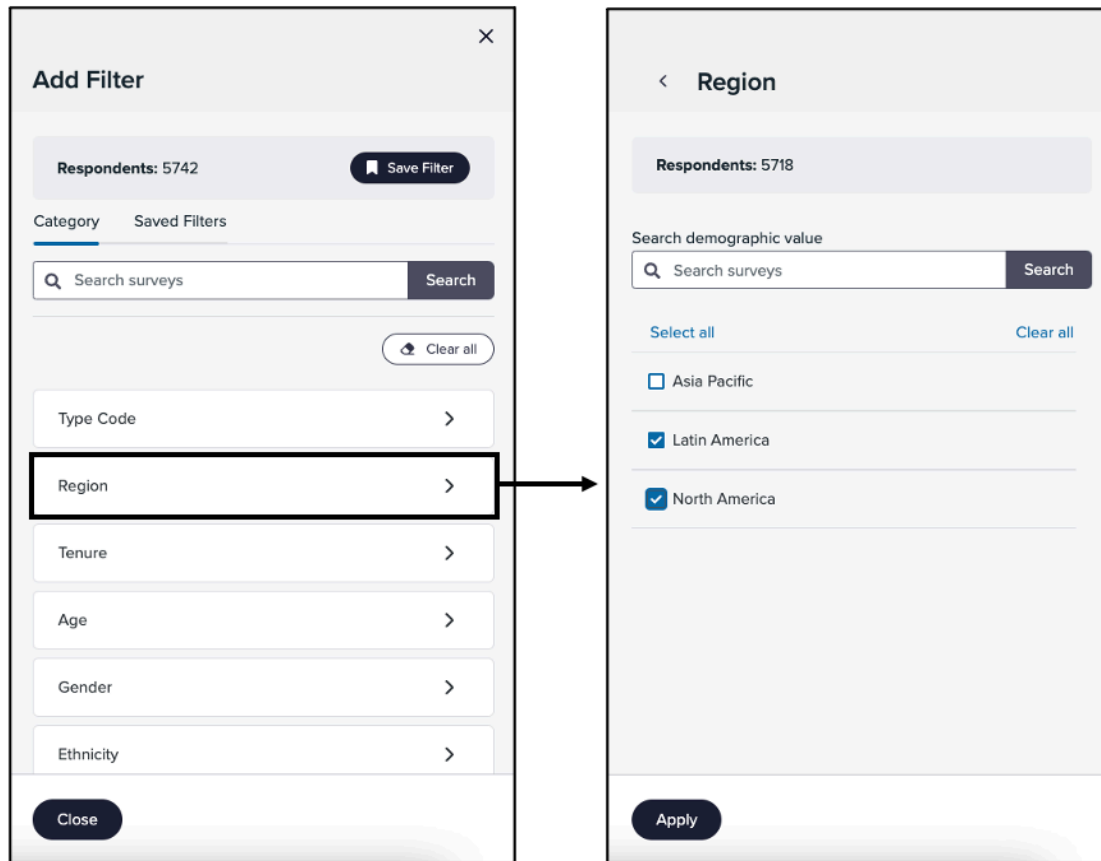 Add Filter
Respondents: 5742
Save Filter
Category Saved Filters
Search surveys Search
Clear all
Type Code
Region
Tenure
Age
Gender
Ethnicity
Close
Region
Respondents: 5718
Search demographic value
Search surveys Search
Select all Clear all
Asia Pacific
Latin America
North America
Apply